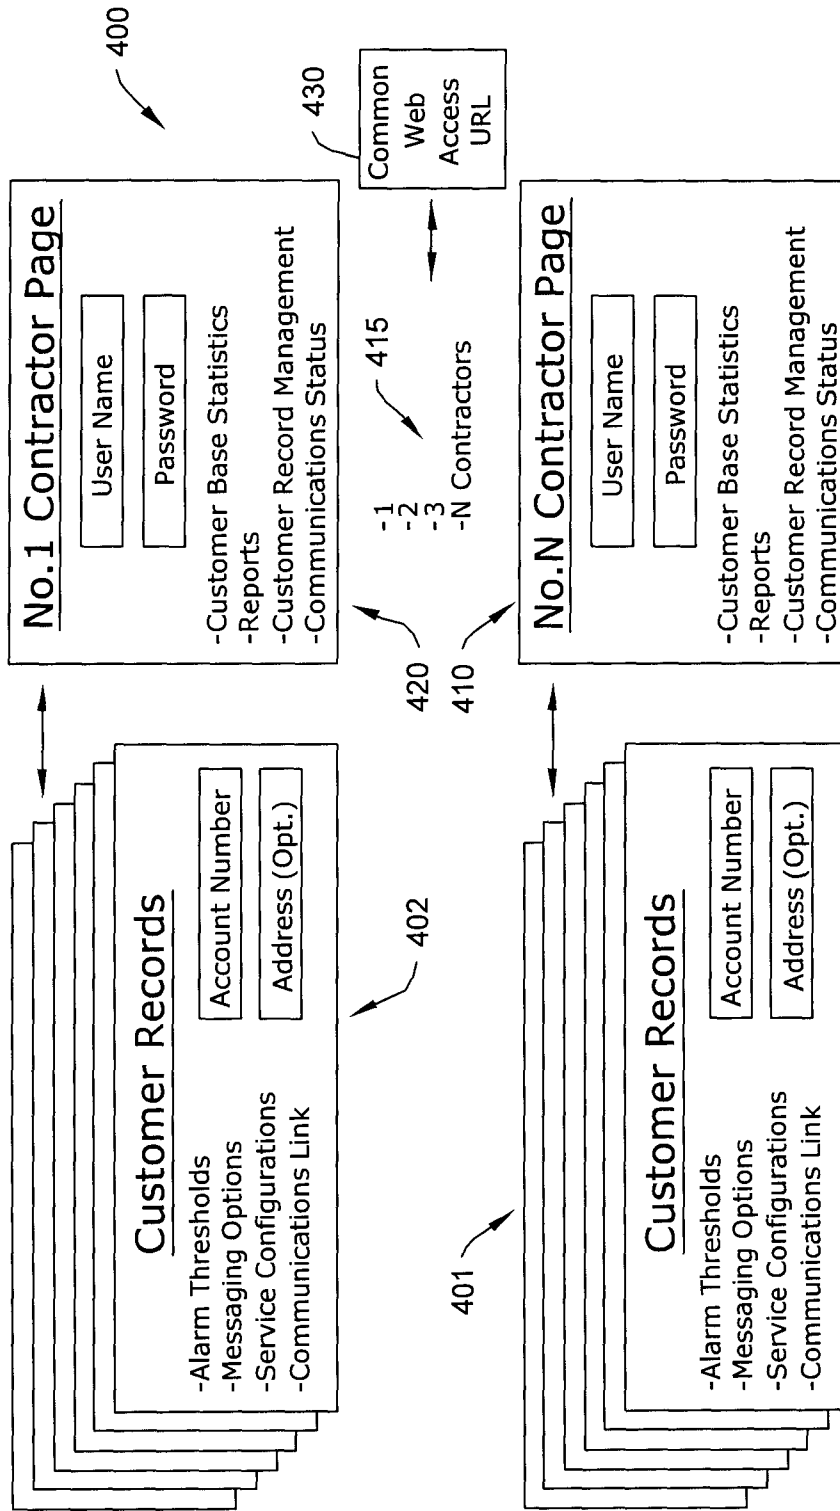 400
Customer Records
-Alarm Thresholds
-Messaging Options
-Service Configurations
-Communications Link
Account Number
Address (Opt.)
402
No.1 Contractor Page
User Name
Password
-Customer Base Statistics
-Reports
-Customer Record Management
-Communications Status
420
415
-1
-2
-3
-N Contractors
430
Common
Web
Access
URL
401
Customer Records
-Alarm Thresholds
-Messaging Options
-Service Configurations
-Communications Link
Account Number
Address (Opt.)
410
No.N Contractor Page
User Name
Password
-Customer Base Statistics
-Reports
-Customer Record Management
-Communications Status